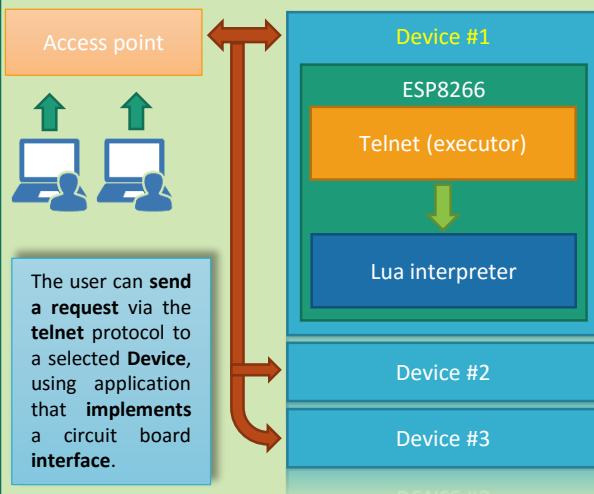 Access point
Device #1
ESP8266
Telnet (executor)
Lua interpreter
The user can send
a request via the
telnet protocol to
a selected Device,
using application
that implements
a circuit board
interface.
Device #2
Device #3